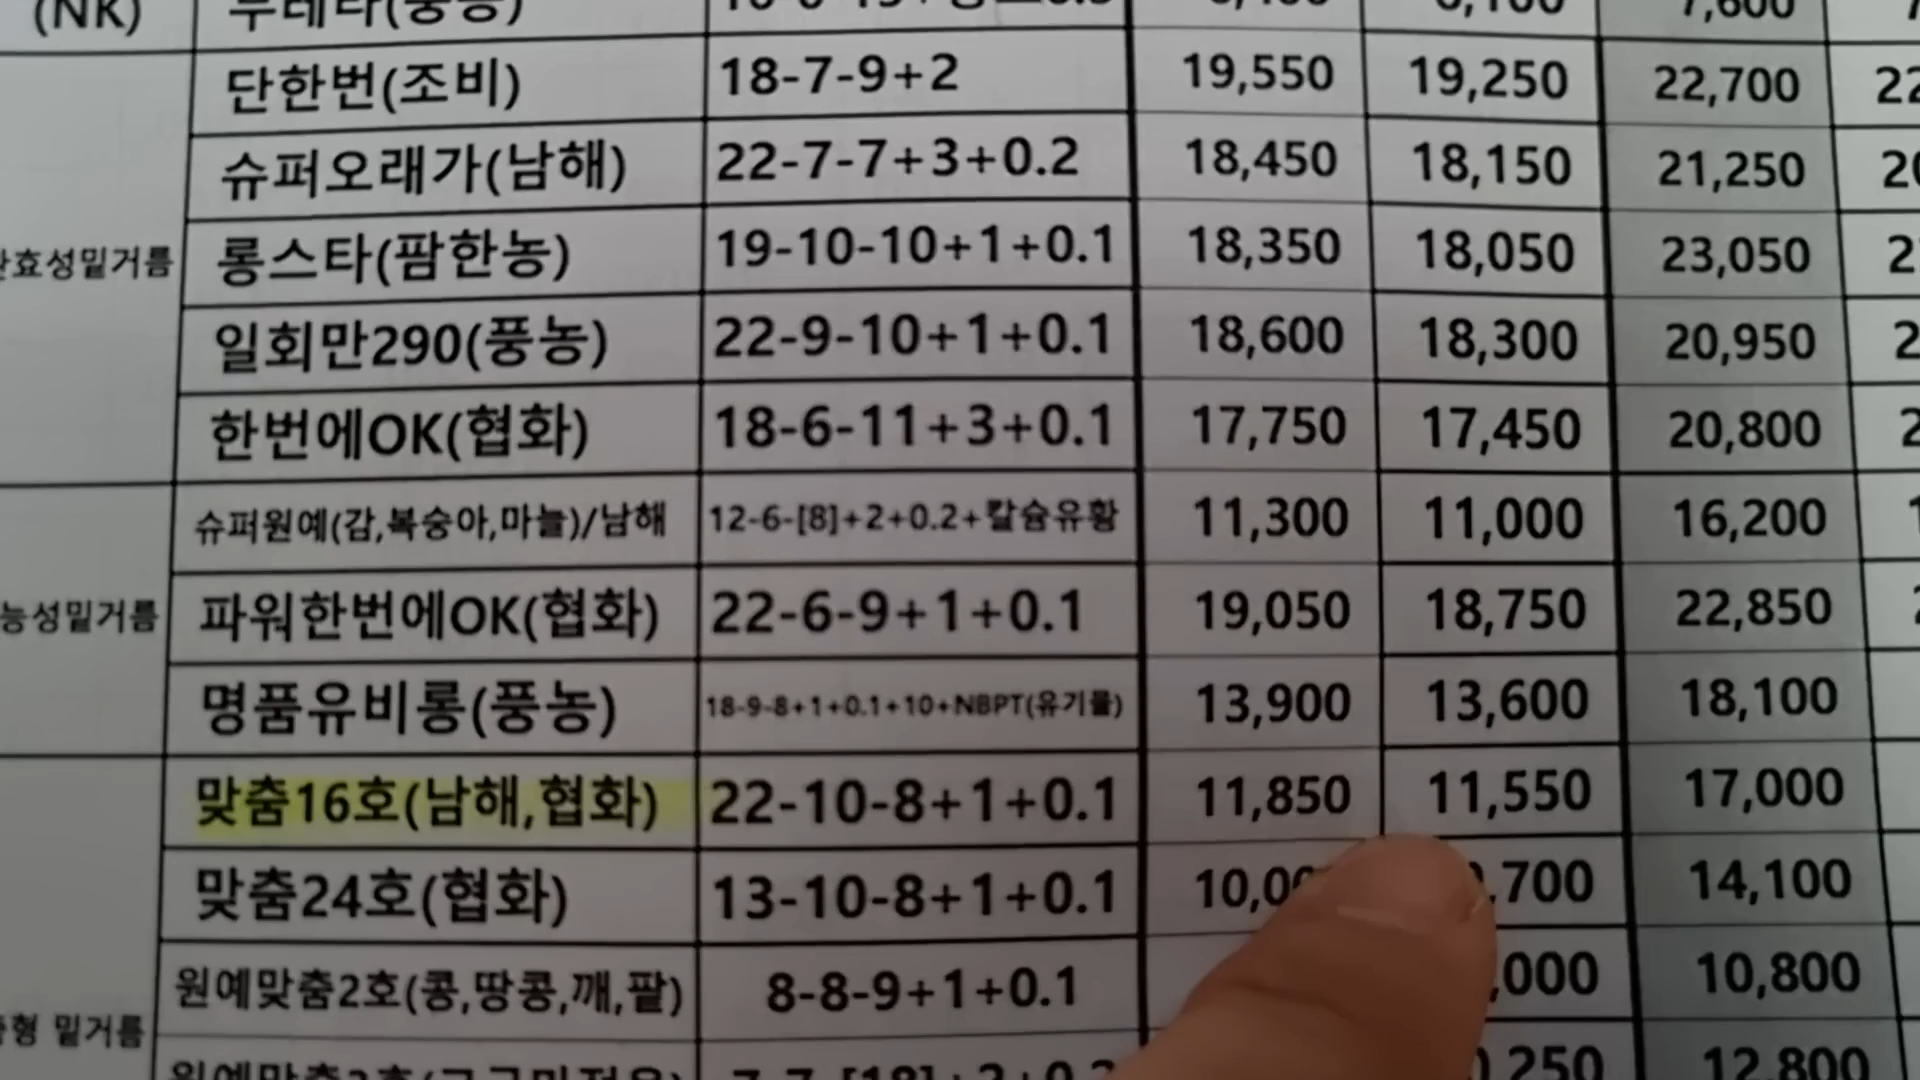 (NK)
단한번(조비) 18-7-9+2 19,550 19,250 22,700 22
슈퍼오래가(남해) 22-7-7+3+0.2 18,450 18,150 21,250 20
효성밑거름 롱스타(팜한농) 19-10-10+1+0.1 18,350 18,050 23,050 2
일회만290(풍농) 22-9-10+1+0.1 18,600 18,300 20,950 2
한번에OK(협화) 18-6-11+3+0.1 17,750 17,450 20,800 2
슈퍼원예(감,복숭아,마늘)/남해 12-6-[8]+2+0.2+칼슘유황 11,300 11,000 16,200 1
능성밑거름 파워한번에OK(협화) 22-6-9+1+0.1 19,050 18,750 22,850 2
명품유비롱(풍농) 18-9-8+1+0.1+10+NBPT(유기물) 13,900 13,600 18,100
맞춤16호(남해,협화) 22-10-8+1+0.1 11,850 11,550 17,000
맞춤24호(협화) 13-10-8+1+0.1 10,00 ,700 14,100
원예맞춤2호(콩,땅콩,깨,팥) 8-8-9+1+0.1 ,000 10,800
형 밑거름 250 12,800